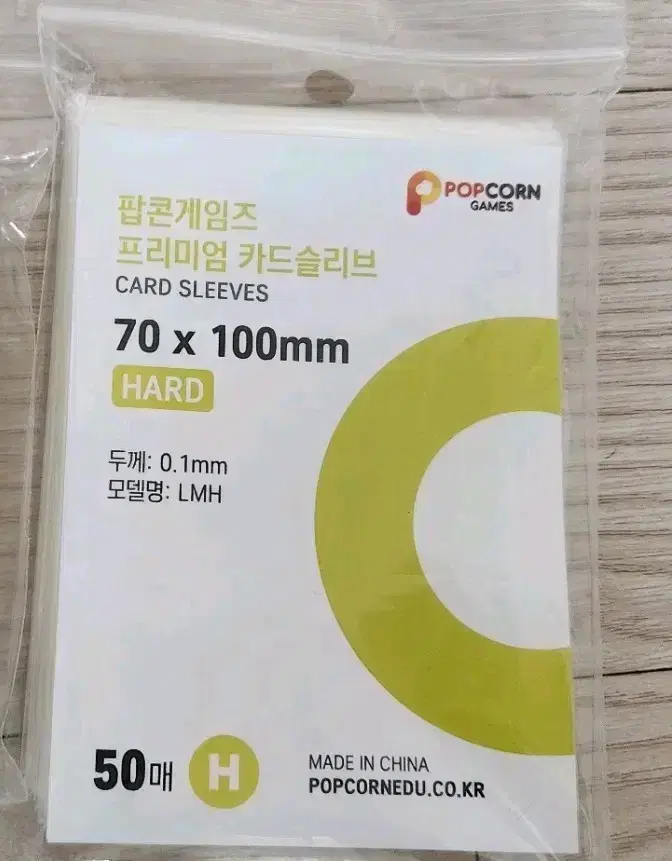 POPCORN
GAMES
팝콘게임즈
프리미엄 카드슬리브
CARD SLEEVES
70 x 100mm
HARD
두께: 0.1mm
모델명: LMH
50매 H
MADE IN CHINA
POPCORNEDU.CO.KR